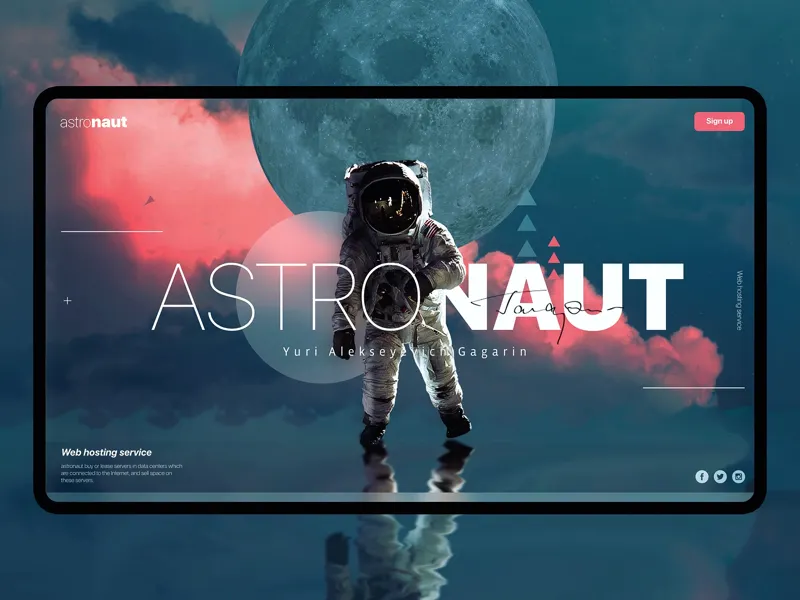 astronaut
Sign up
ASTRONAUT
Yuri Alekseyevich Gagarin
Web hosting service
Web hosting service
astronaut buy or lease servers in data centers which
are connected to the internet, and sell space on
these servers.